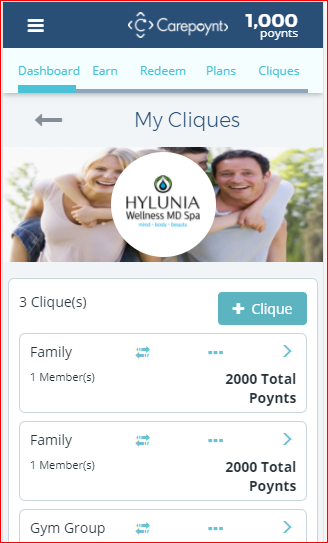 Carepoynt
1,000
poynts
Dashboard Earn Redeem Plans Cliques
My Cliques
HYLUNIA
Wellness MD Spa
mind · body · beauty
3 Clique(s)
+ Clique
Family
1 Member(s)
2000 Total
Poynts
Family
1 Member(s)
2000 Total
Poynts
Gym Group